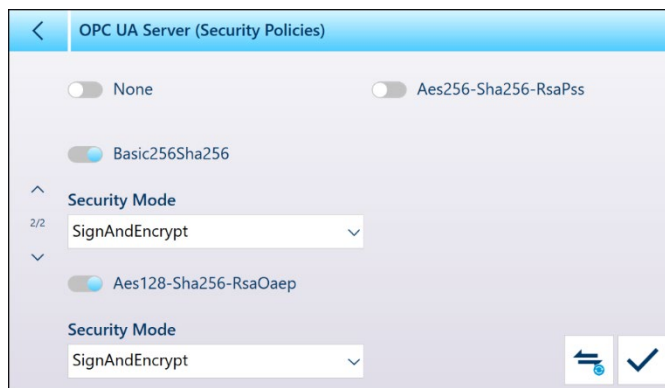 OPC UA Server (Security Policies)
None
Aes256-Sha256-RsaPss
Basic256Sha256
Security Mode
2/2
SignAndEncrypt
Aes128-Sha256-RsaOaep
Security Mode
SignAndEncrypt